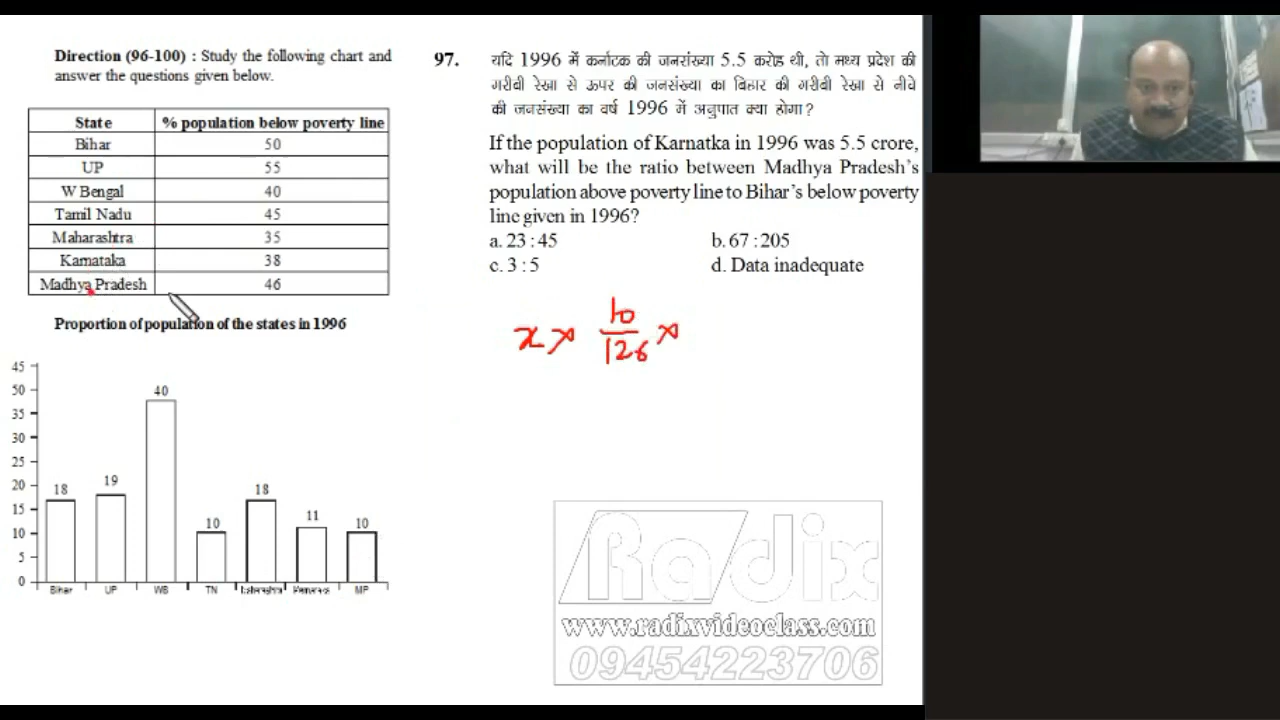 Direction (96-100) : Study the following chart and
answer the questions given below.
State % population below poverty line
Bihar 50
UP 55
W Bengal 40
Tamil Nadu 45
Maharashtra 35
Karnataka 38
Madhya Pradesh 46
Proportion of population of the states in 1996
45
50
35
30
25
20
15
10
5
0
18
19
40
10
18
11
10
Bihar UP WB TN MP
97. यदि 1996 में कर्नाटक की जनसंख्या 5.5 करोड़ थी, तो मध्य प्रदेश की
गरीबी रेखा से ऊपर की जनसंख्या का बिहार की गरीबी रेखा से नीचे
की जनसंख्या का वर्ष 1996 में अनुपात क्या होगा?
If the population of Karnatka in 1996 was 5.5 crore,
what will be the ratio between Madhya Pradesh's
population above poverty line to Bihar's below poverty
line given in 1996?
a. 23 : 45 b. 67 : 205
c. 3 : 5 d. Data inadequate
x × 10/126 ×
Radix
www.radixvideoclass.com
09454223706